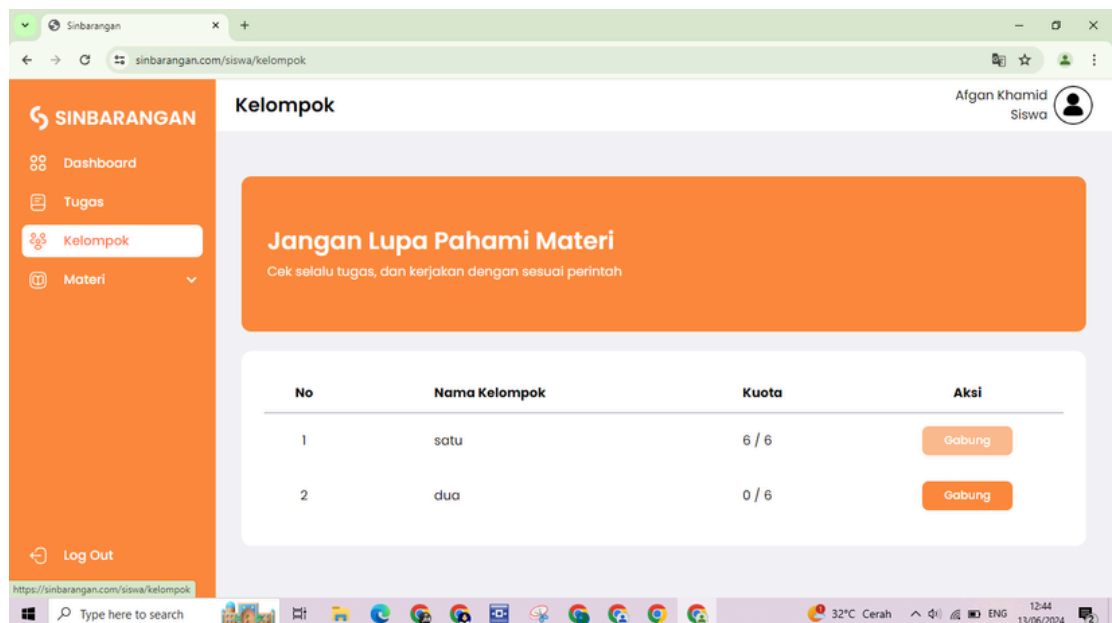 Sinbarangan
sinbarangan.com/siswa/kelompok
SINBARANGAN
Dashboard
Tugas
Kelompok
Materi
Log Out
Kelompok
Afgan Khamid
Siswa
Jangan Lupa Pahami Materi
Cek selalu tugas, dan kerjakan dengan sesuai perintah
No Nama Kelompok Kuota Aksi
1 satu 6 / 6 Gabung
2 dua 0 / 6 Gabung
https://sinbarangan.com/siswa/kelompok
Type here to search
32°C Cerah
ENG
12:44
13/06/2024